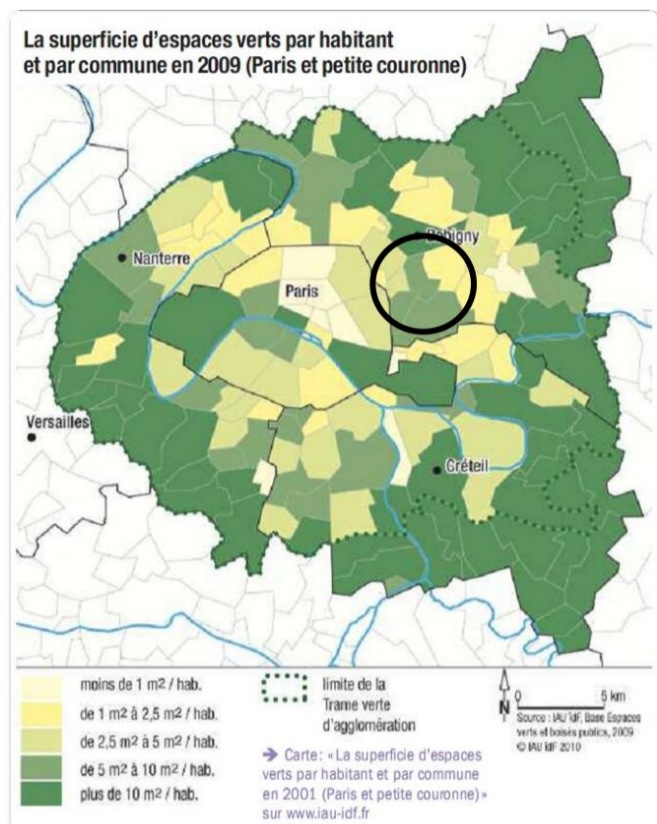 La superficie d'espaces verts par habitant
et par commune en 2009 (Paris et petite couronne)
Bobigny
Nanterre
Paris
Versailles
Créteil
moins de 1 m2 / hab.
de 1 m2 à 2,5 m2 / hab.
de 2,5 m2 à 5 m2 / hab.
de 5 m2 à 10 m2 / hab.
plus de 10 m2 / hab.
limite de la
Trame verte
d'agglomération
➔ Carte : « La superficie d'espaces
verts par habitant et par commune
en 2001 (Paris et petite couronne) »
sur www.iau-idf.fr
N
0 5 km
Source : IAU îdF, Base Espaces
verts et boisés publics, 2009
© IAU îdF 2010